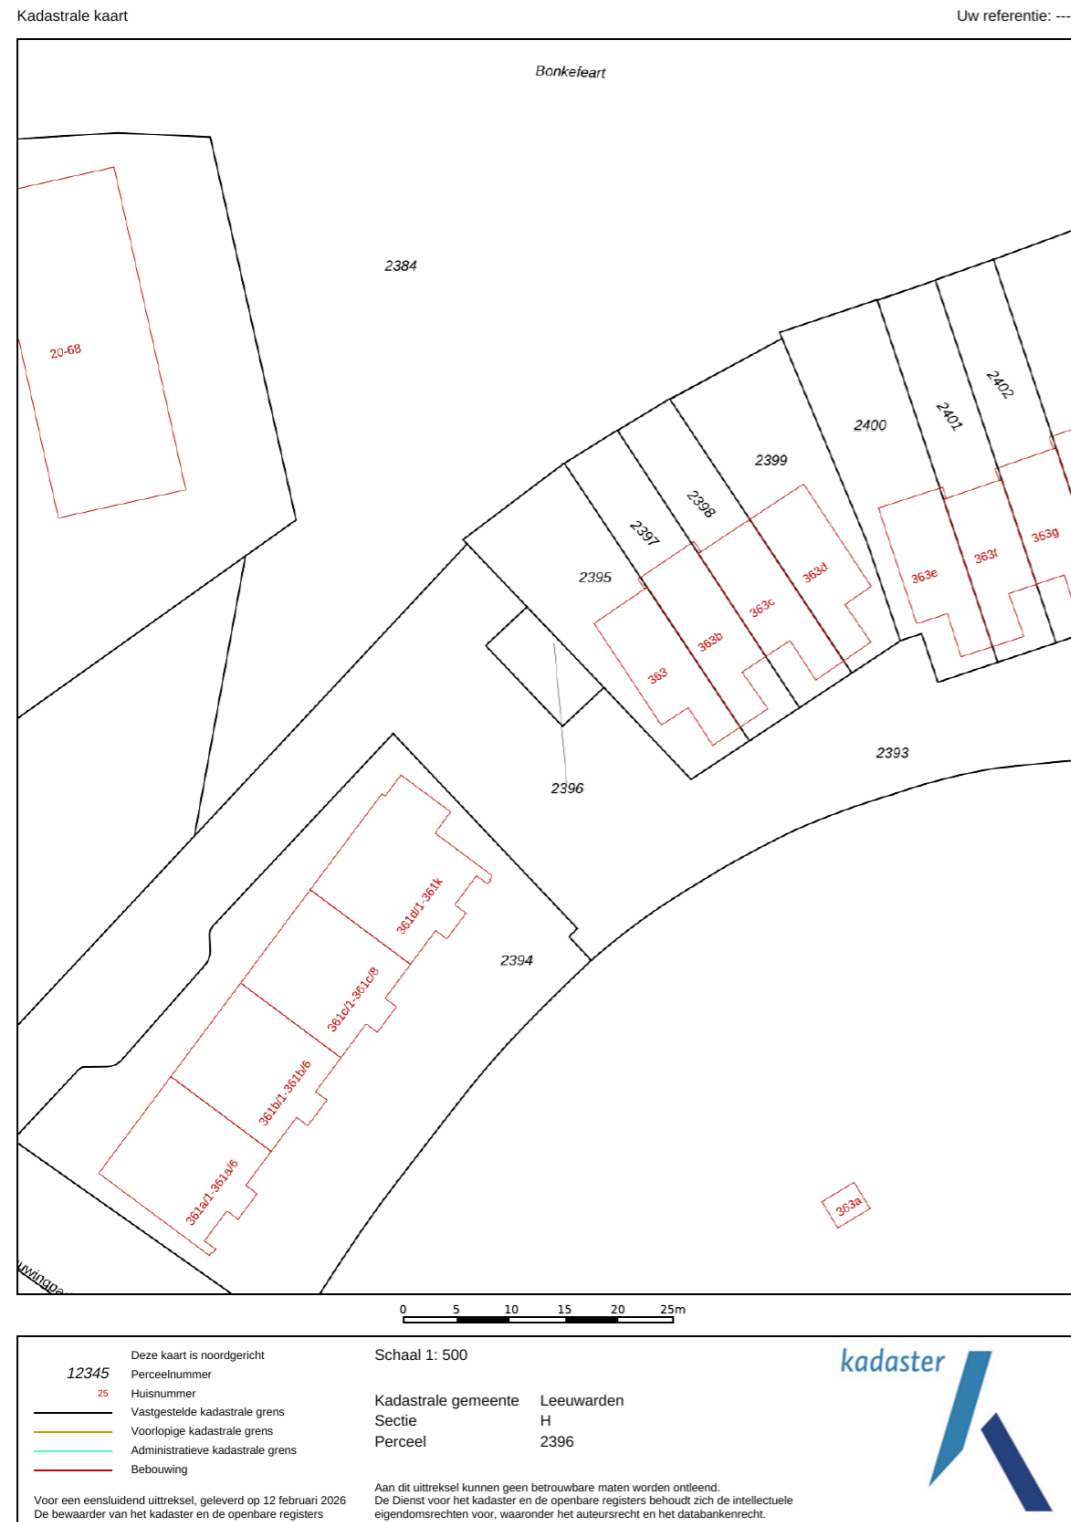 Kadastrale kaart
Uw referentie: ---
Bonkefeart
2384
20-68
2402
2401
2400
2399
2398
2397
2395
363g
363f
363e
363d
363c
363b
363
2393
2396
361d/1-361k
2394
361c/1-361c/8
361b/1-361b/6
361a/1-361a/6
363a
0 5 10 15 20 25m
Deze kaart is noordgericht
12345 Perceelnummer
25 Huisnummer
Vastgestelde kadastrale grens
Voorlopige kadastrale grens
Administratieve kadastrale grens
Bebouwing
Voor een eensluidend uittreksel, geleverd op 12 februari 2026
De bewaarder van het kadaster en de openbare registers
Schaal 1: 500
Kadastrale gemeente Leeuwarden
Sectie H
Perceel 2396
Aan dit uittreksel kunnen geen betrouwbare maten worden ontleend.
De Dienst voor het kadaster en de openbare registers behoudt zich de intellectuele
eigendomsrechten voor, waaronder het auteursrecht en het databankenrecht.
kadaster